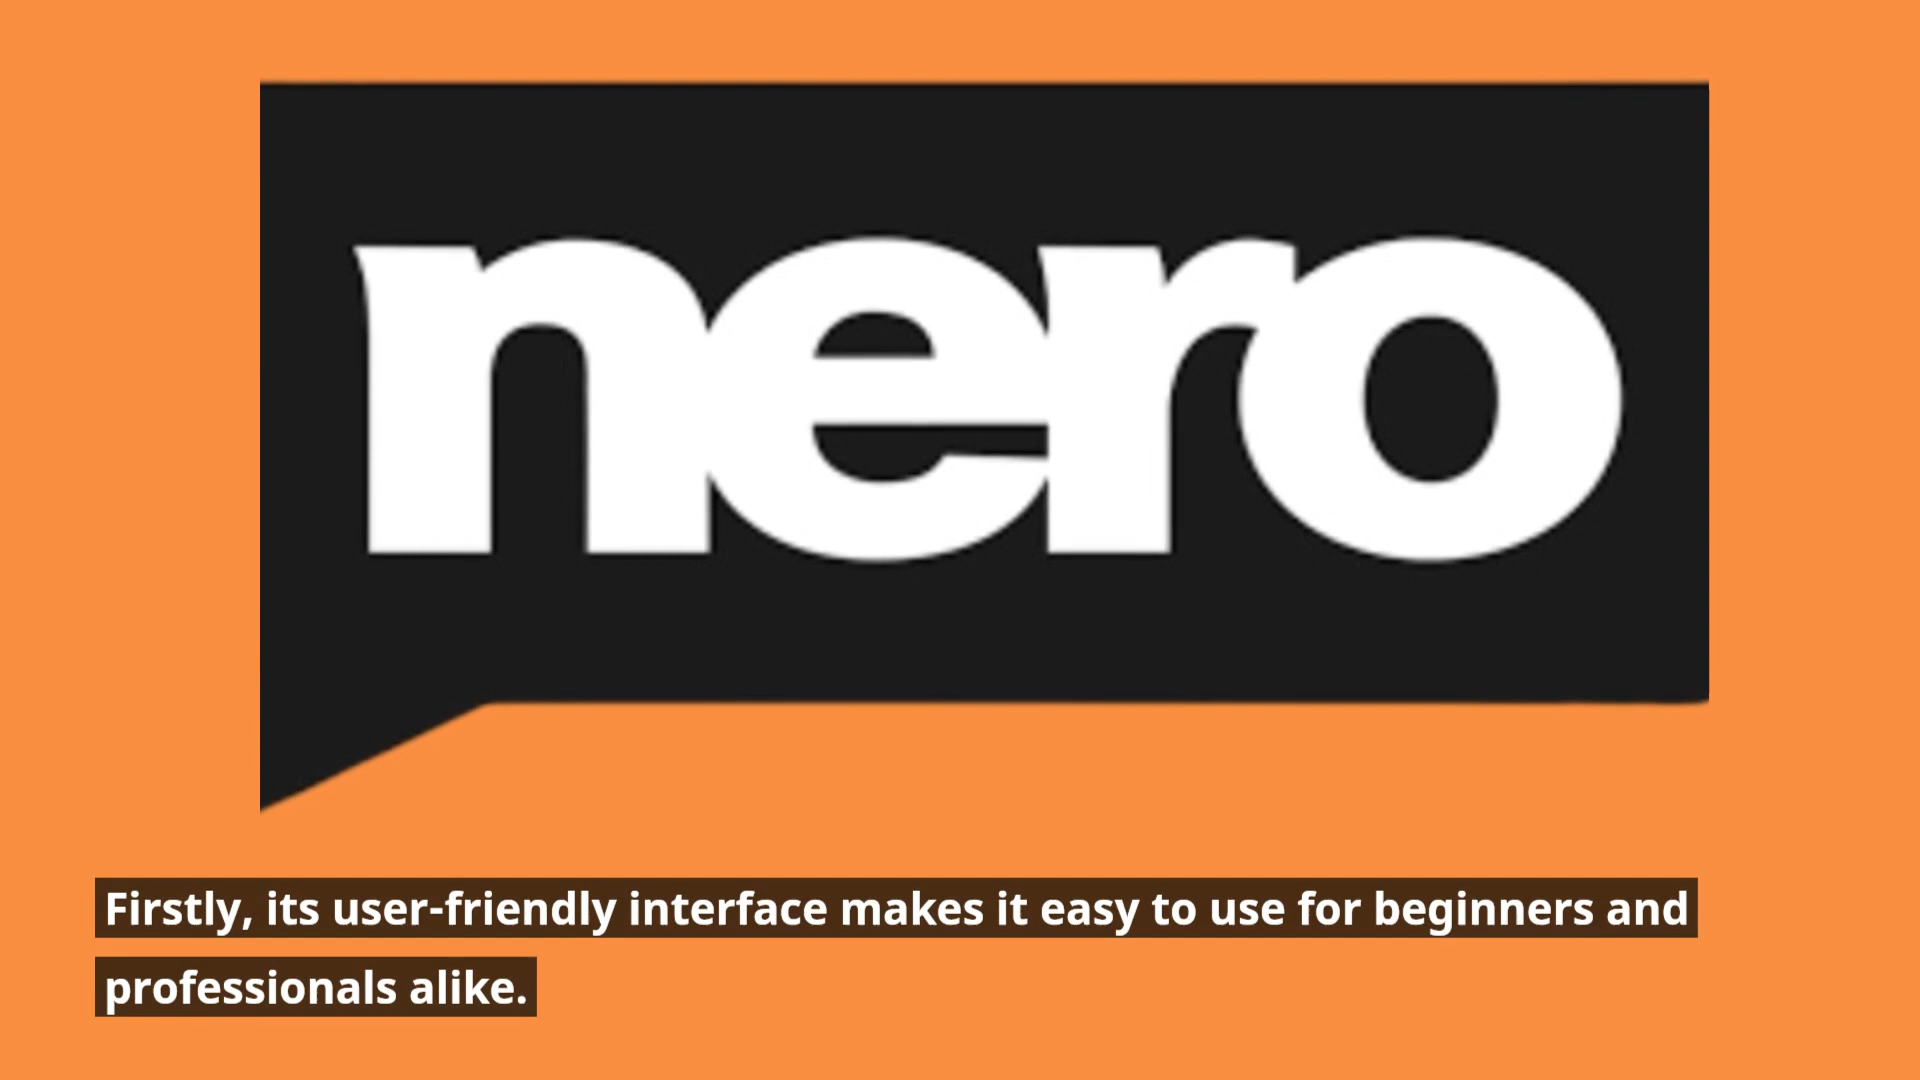 nero
Firstly, its user-friendly interface makes it easy to use for beginners and
professionals alike.